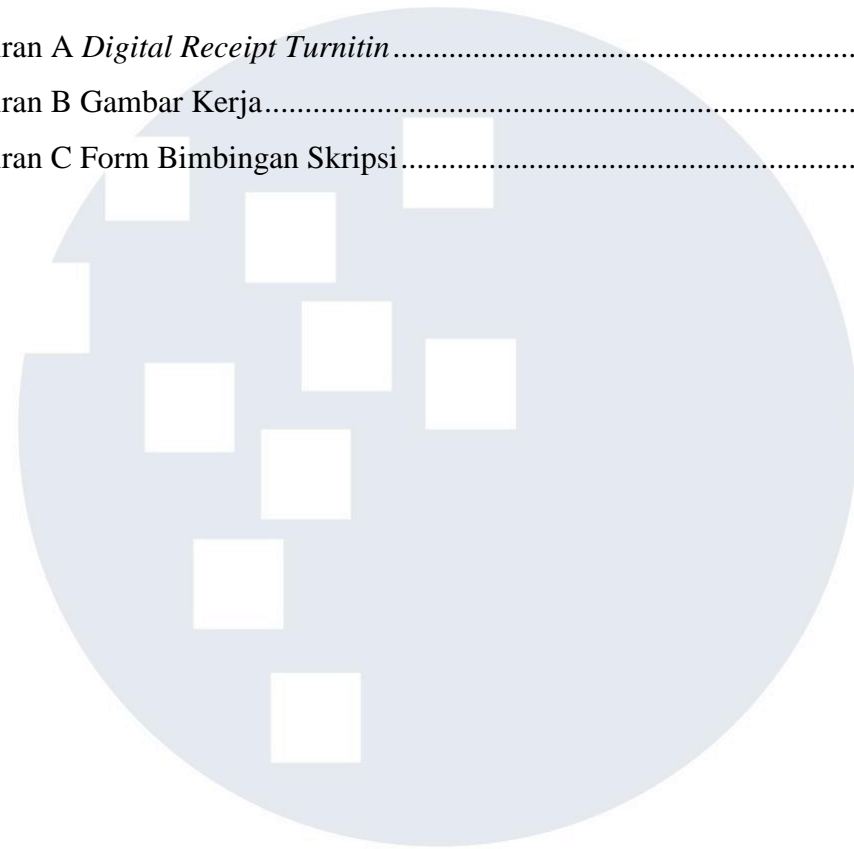 ran A Digital Receipt Turnitin..........................................................
ran B Gambar Kerja..........................................................................
ran C Form Bimbingan Skripsi.........................................................